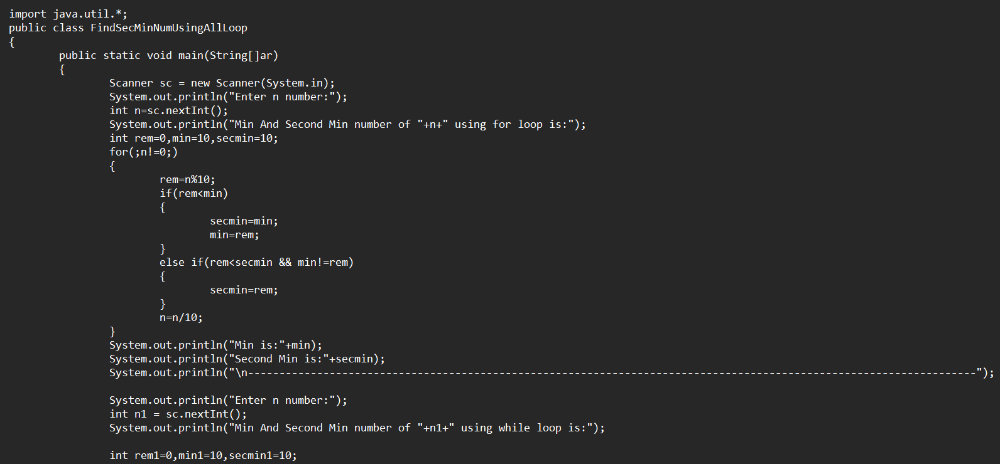 import java.util.*;
public class FindSecMinNumUsingAllLoop
{
public static void main(String[]ar)
{
Scanner sc = new Scanner(System.in);
System.out.println("Enter n number:");
int n=sc.nextInt();
System.out.println("Min And Second Min number of "+n+" using for loop is:");
int rem=0,min=10,secmin=10;
for(;n!=0;)
{
rem=n%10;
if(rem<min)
{
secmin=min;
min=rem;
}
else if(rem<secmin && min!=rem)
{
secmin=rem;
}
n=n/10;
}
System.out.println("Min is:"+min);
System.out.println("Second Min is:"+secmin);
System.out.println("\n--------------------------------------------------------------------------------------------------------------------");

System.out.println("Enter n number:");
int n1 = sc.nextInt();
System.out.println("Min And Second Min number of "+n1+" using while loop is:");

int rem1=0,min1=10,secmin1=10;